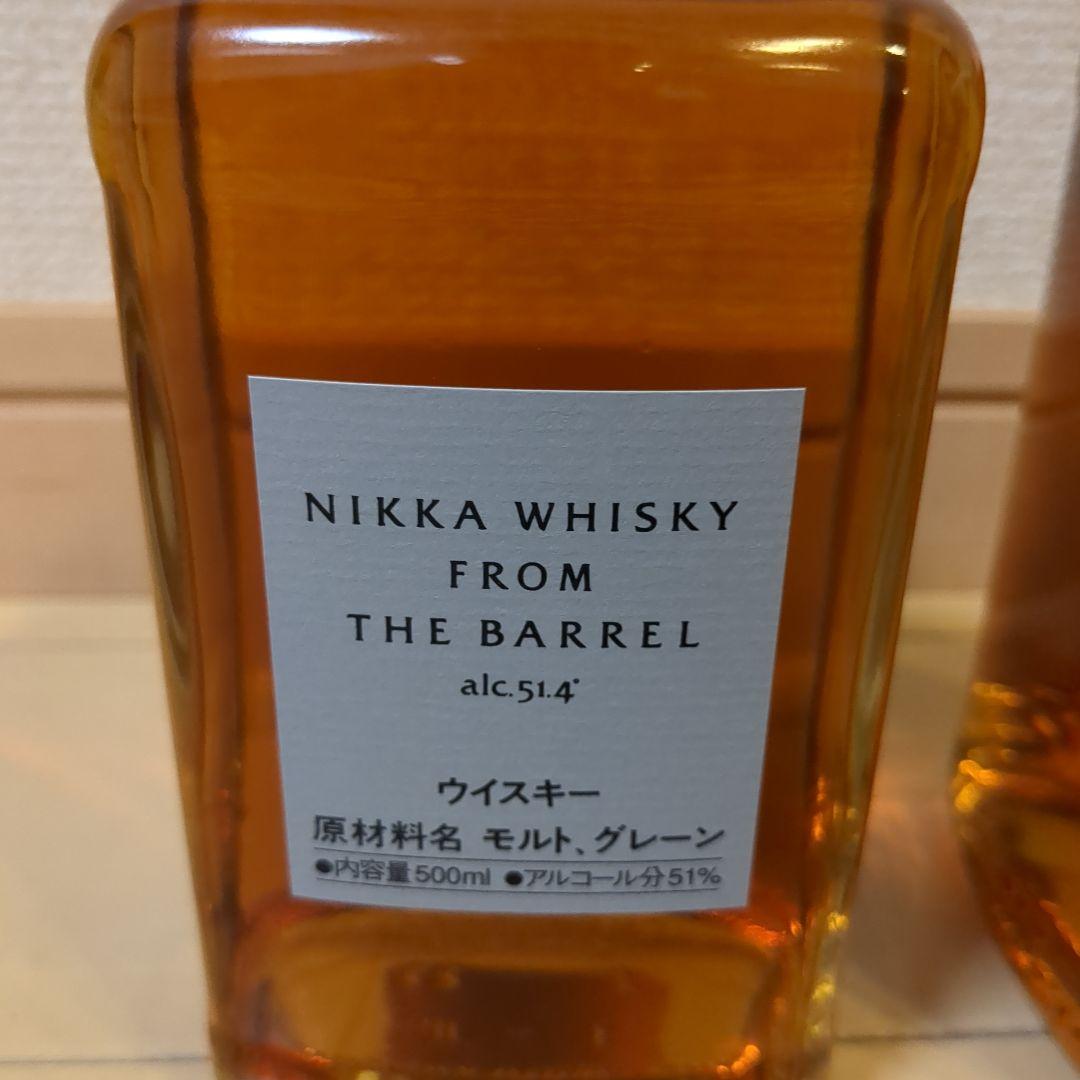 NIKKA WHISKY
FROM
THE BARREL
alc.51.4°
ウイスキー
原材料名 モルト、グレーン
●内容量500ml ●アルコール分51%